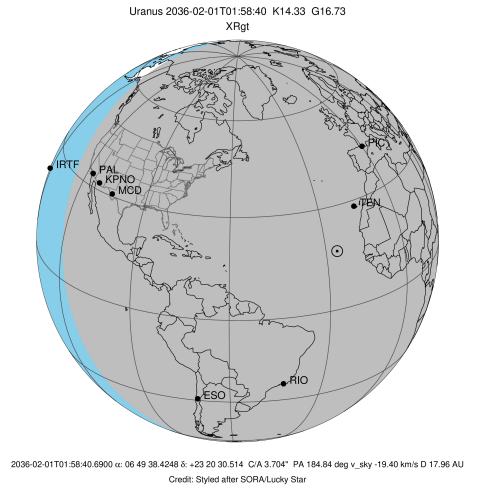 Uranus 2036-02-01T01:58:40 K14.33 G16.73
XRgt
PIC
IRTF
PAL
KPNO
MCD
TEN
RIO
ESO
2036-02-01T01:58:40.6900 α: 06 49 38.4248 δ: +23 20 30.514 C/A 3.704" PA 184.84 deg v_sky -19.40 km/s D 17.96 AU
Credit: Styled after SORA/Lucky Star